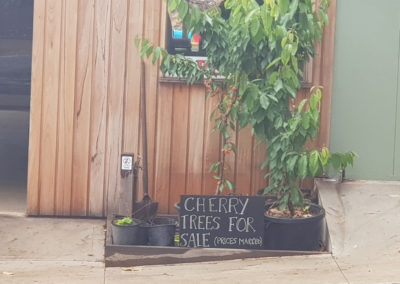 CHERRY
TREES FOR
SALE (PRICES MARKED)